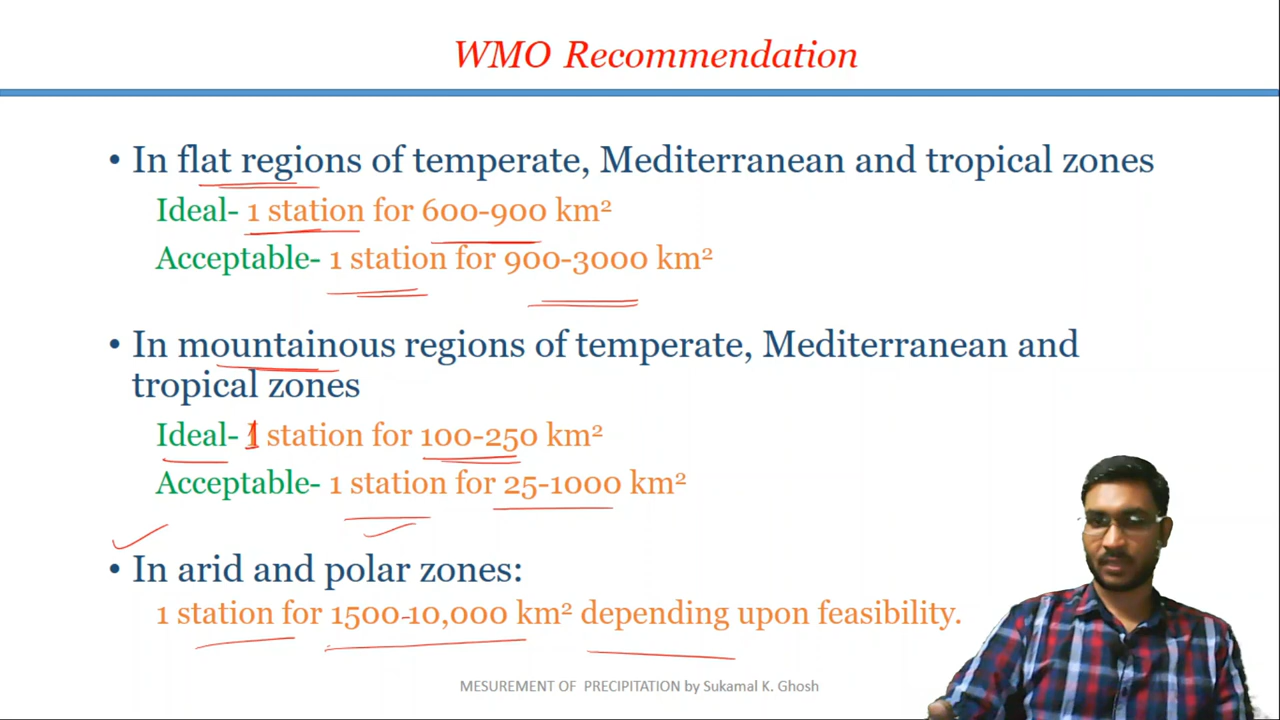 WMO Recommendation
• In flat regions of temperate, Mediterranean and tropical zones
Ideal- 1 station for 600-900 km²
Acceptable- 1 station for 900-3000 km²
• In mountainous regions of temperate, Mediterranean and
tropical zones
Ideal- 1 station for 100-250 km²
Acceptable- 1 station for 25-1000 km²
• In arid and polar zones:
1 station for 1500-10,000 km² depending upon feasibility.
MESUREMENT OF PRECIPITATION by Sukamal K. Ghosh